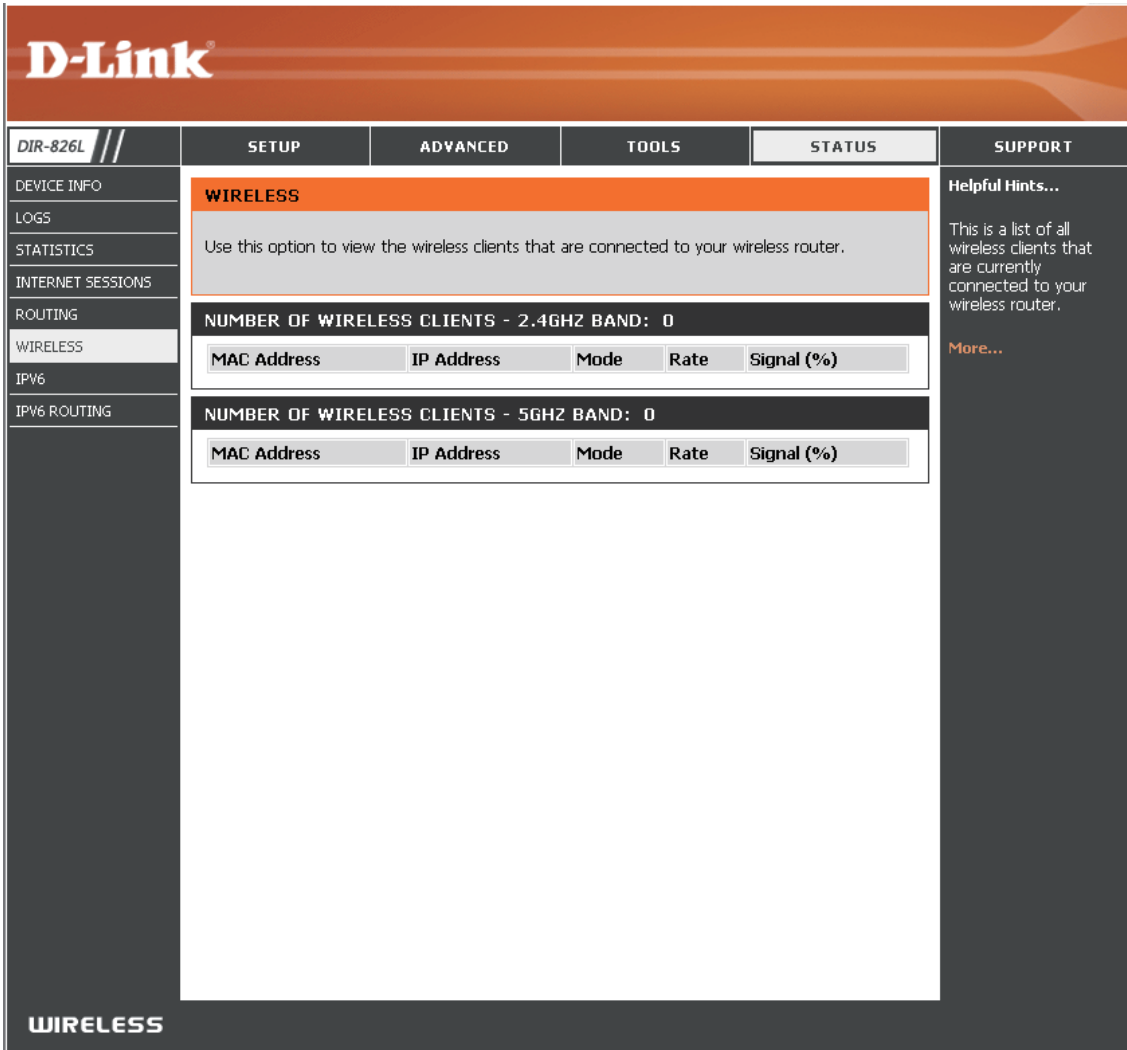 D-Link®
DIR-826L
SETUP
ADVANCED
TOOLS
STATUS
SUPPORT
DEVICE INFO
LOGS
STATISTICS
INTERNET SESSIONS
ROUTING
WIRELESS
IPV6
IPV6 ROUTING
WIRELESS
Use this option to view the wireless clients that are connected to your wireless router.
NUMBER OF WIRELESS CLIENTS - 2.4GHZ BAND: 0
MAC Address IP Address Mode Rate Signal (%)
NUMBER OF WIRELESS CLIENTS - 5GHZ BAND: 0
MAC Address IP Address Mode Rate Signal (%)
Helpful Hints...
This is a list of all
wireless clients that
are currently
connected to your
wireless router.
More...
WIRELESS